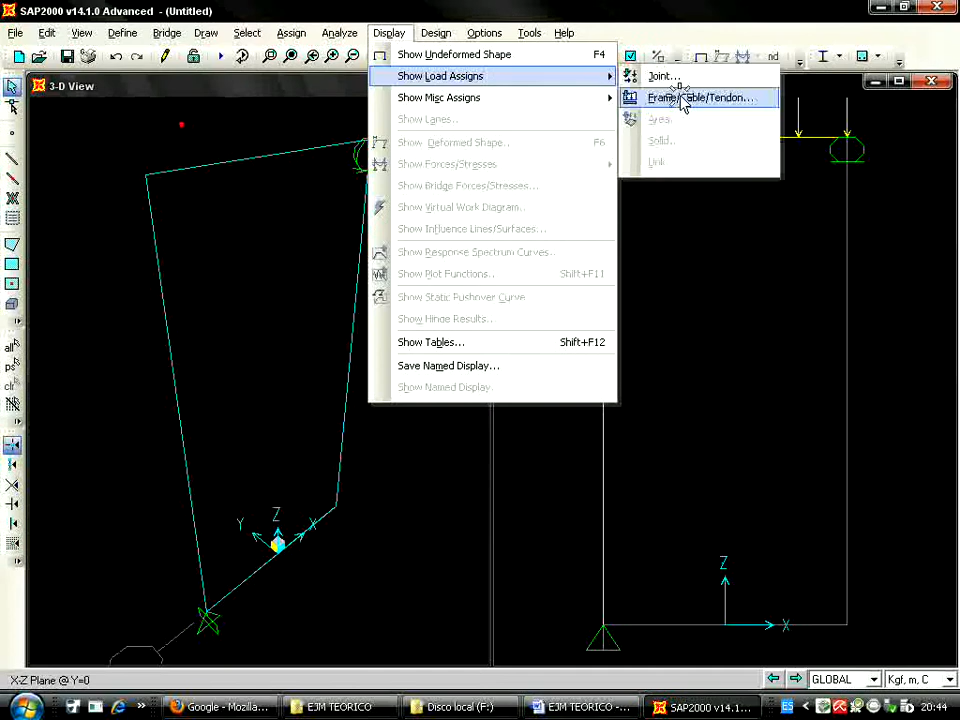 SAP2000 v14.1.0 Advanced - (Untitled)
File Edit View Define Bridge Draw Select Assign Analyze Display Design Options Tools Help
nd
3-D View
Show Undeformed Shape F4
Show Load Assigns
Show Misc Assigns
Show Lanes...
Show Deformed Shape... F6
Show Forces/Stresses
Show Bridge Forces/Stresses...
Show Virtual Work Diagram...
Show Influence Lines/Surfaces...
Show Response Spectrum Curves...
Show Plot Functions... Shift+F11
Show Static Pushover Curve
Show Hinge Results...
Show Tables... Shift+F12
Save Named Display...
Show Named Display.
Joint...
Frame/Cable/Tendon...
Area..
Solid..
Link
all
ps
clr
Z
Y
X
Z
X
X-Z Plane @ Y=0
GLOBAL
Kgf, m, C
Google - Mozilla...
EJM TEORICO
Disco local (F:)
EJM TEORICO -...
SAP2000 v14.1...
ES
20:44